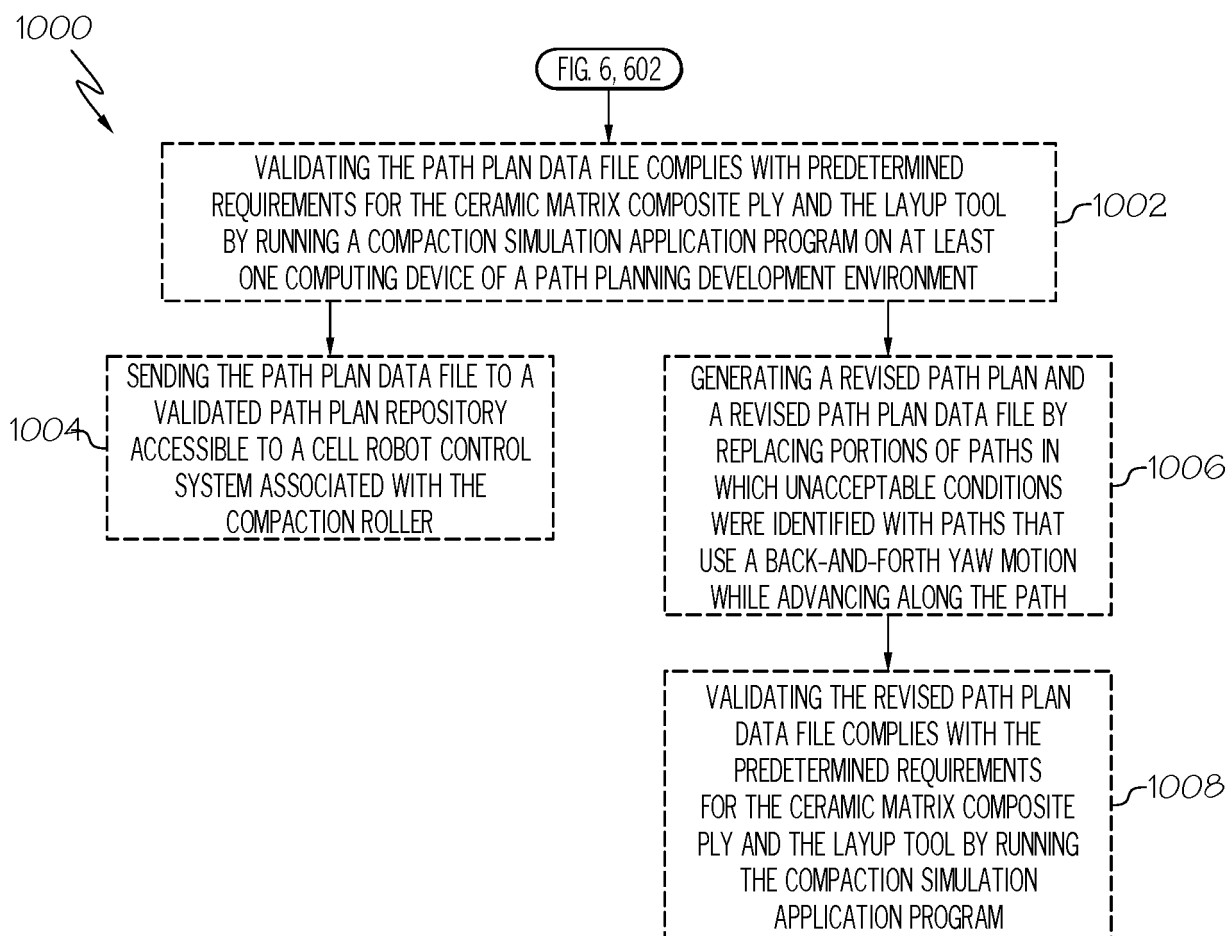 1000
FIG. 6, 602
VALIDATING THE PATH PLAN DATA FILE COMPLIES WITH PREDETERMINED
REQUIREMENTS FOR THE CERAMIC MATRIX COMPOSITE PLY AND THE LAYUP TOOL
BY RUNNING A COMPACTION SIMULATION APPLICATION PROGRAM ON AT LEAST
ONE COMPUTING DEVICE OF A PATH PLANNING DEVELOPMENT ENVIRONMENT
1002
SENDING THE PATH PLAN DATA FILE TO A
VALIDATED PATH PLAN REPOSITORY
ACCESSIBLE TO A CELL ROBOT CONTROL
SYSTEM ASSOCIATED WITH THE
COMPACTION ROLLER
1004
GENERATING A REVISED PATH PLAN AND
A REVISED PATH PLAN DATA FILE BY
REPLACING PORTIONS OF PATHS IN
WHICH UNACCEPTABLE CONDITIONS
WERE IDENTIFIED WITH PATHS THAT
USE A BACK-AND-FORTH YAW MOTION
WHILE ADVANCING ALONG THE PATH
1006
VALIDATING THE REVISED PATH PLAN
DATA FILE COMPLIES WITH THE
PREDETERMINED REQUIREMENTS
FOR THE CERAMIC MATRIX COMPOSITE
PLY AND THE LAYUP TOOL BY RUNNING
THE COMPACTION SIMULATION
APPLICATION PROGRAM
1008